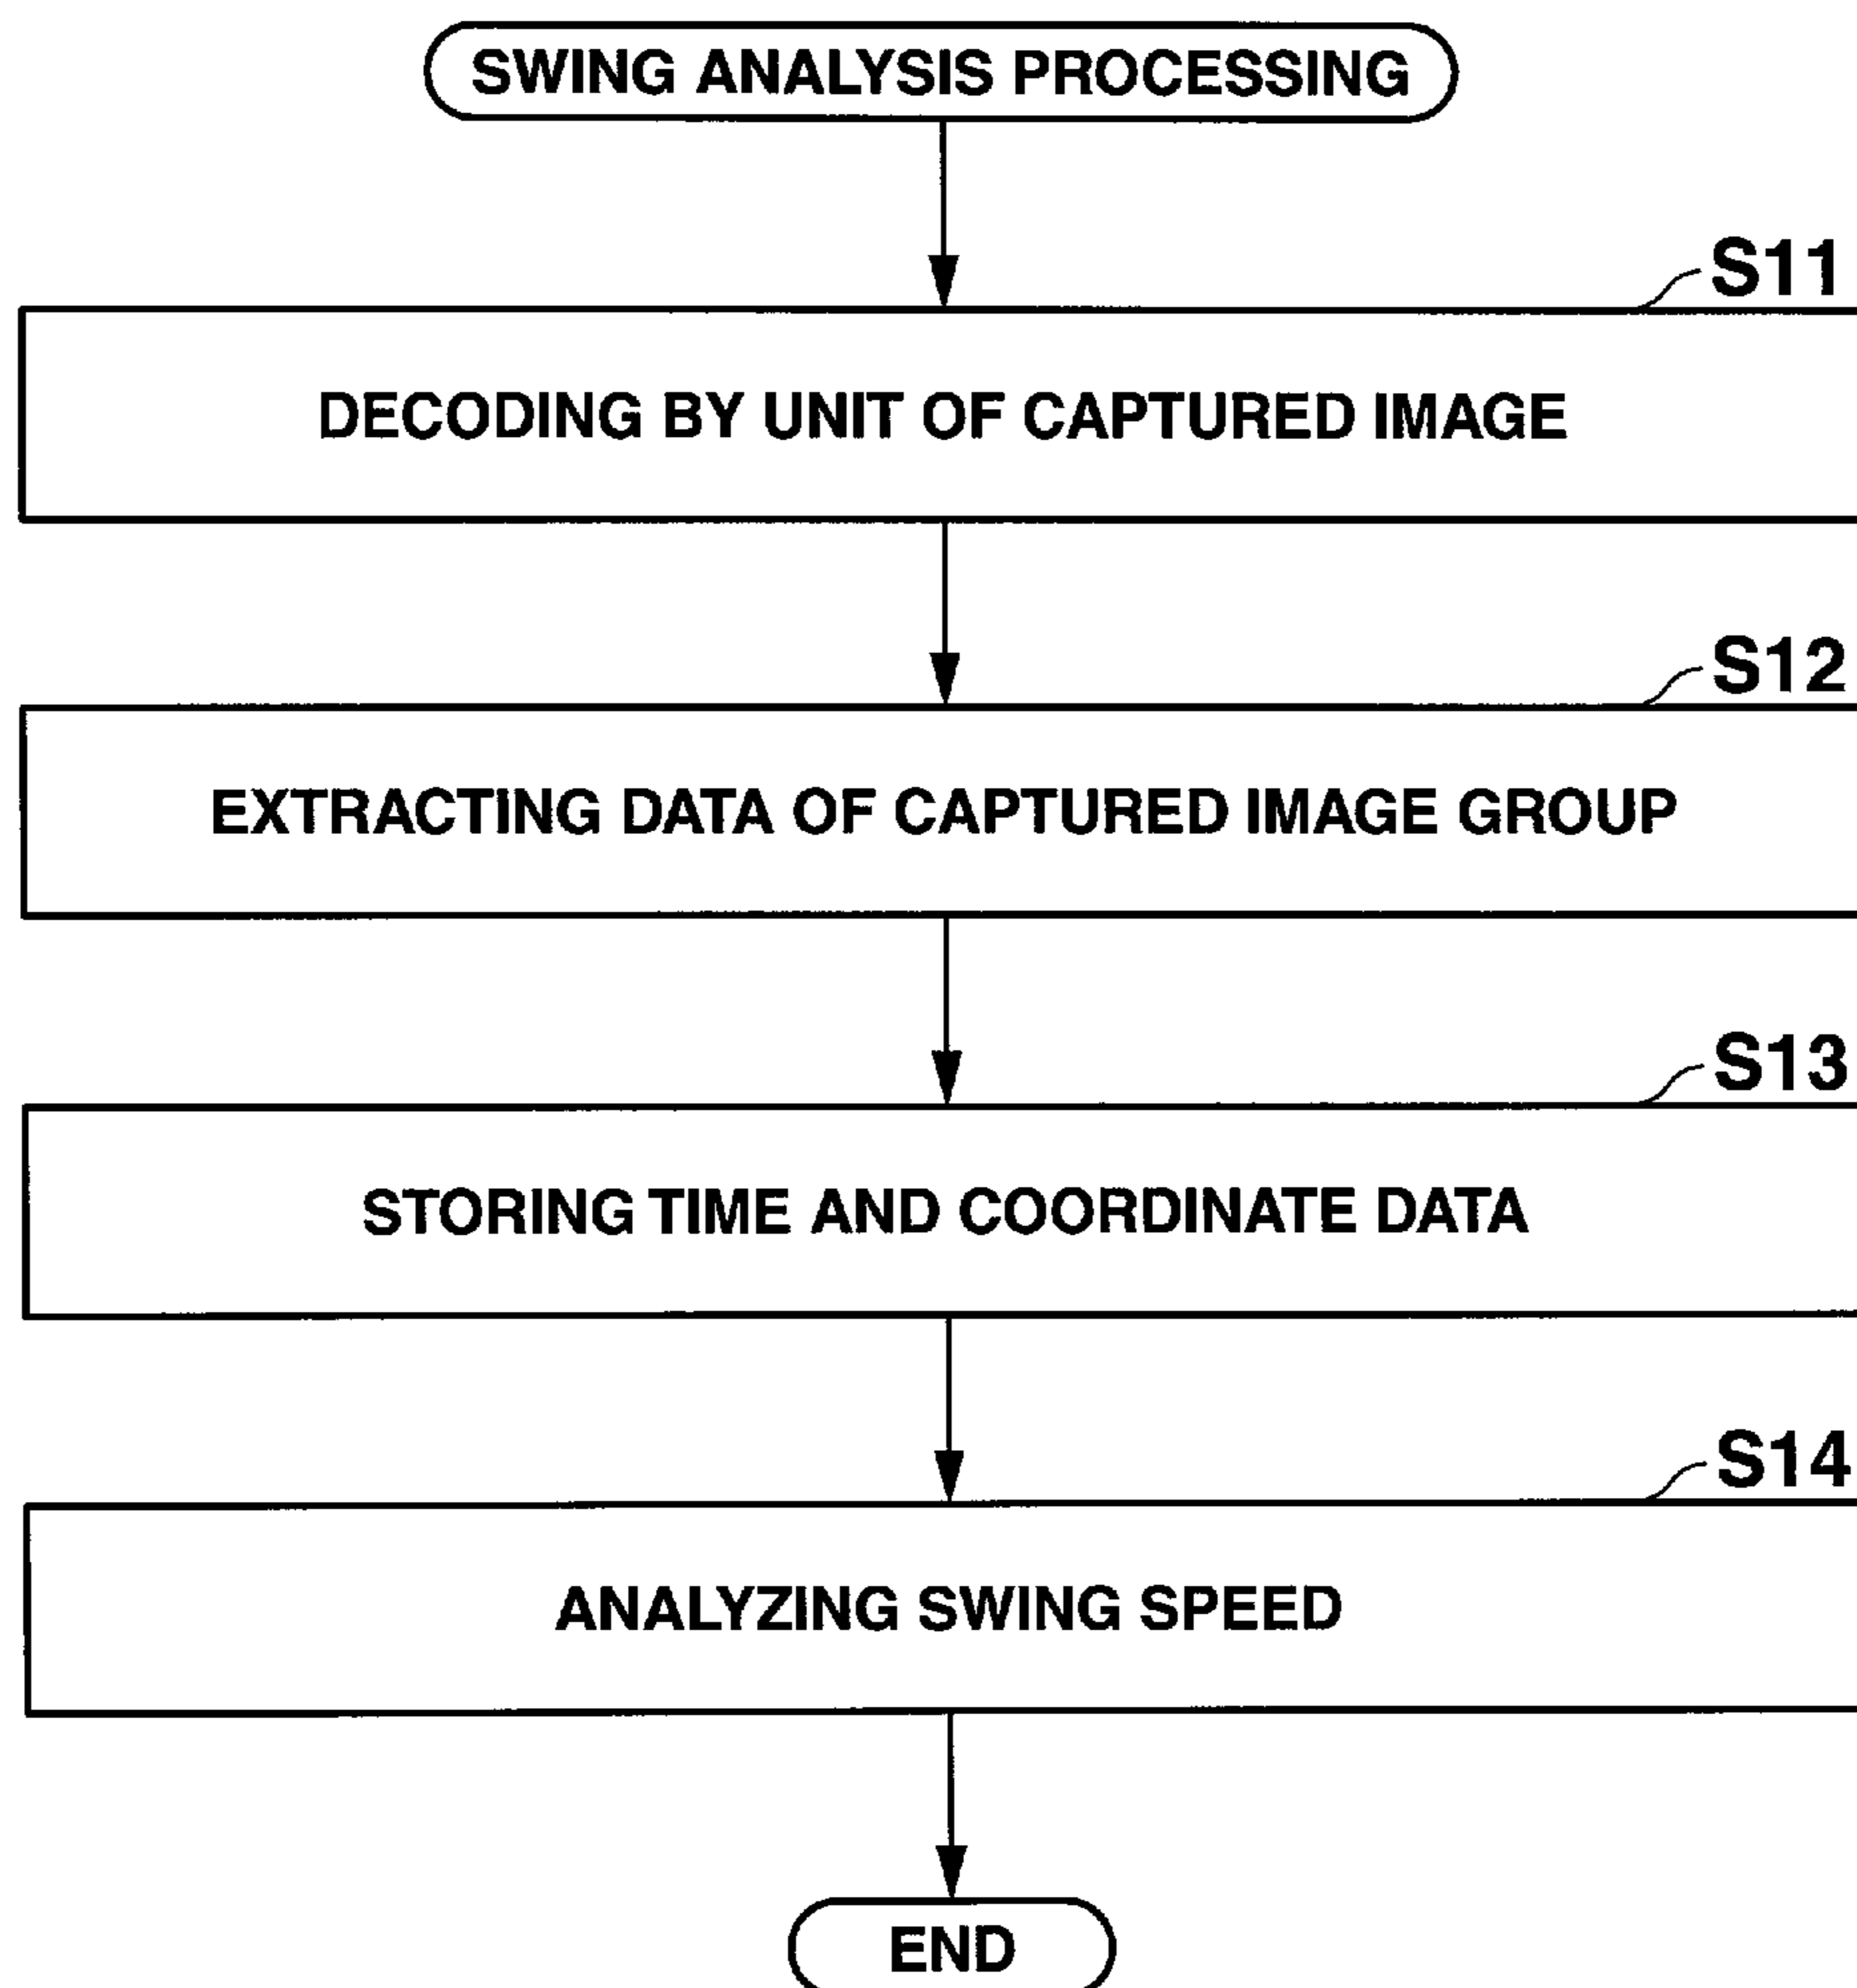 SWING ANALYSIS PROCESSING
S11
DECODING BY UNIT OF CAPTURED IMAGE
S12
EXTRACTING DATA OF CAPTURED IMAGE GROUP
S13
STORING TIME AND COORDINATE DATA
S14
ANALYZING SWING SPEED
END